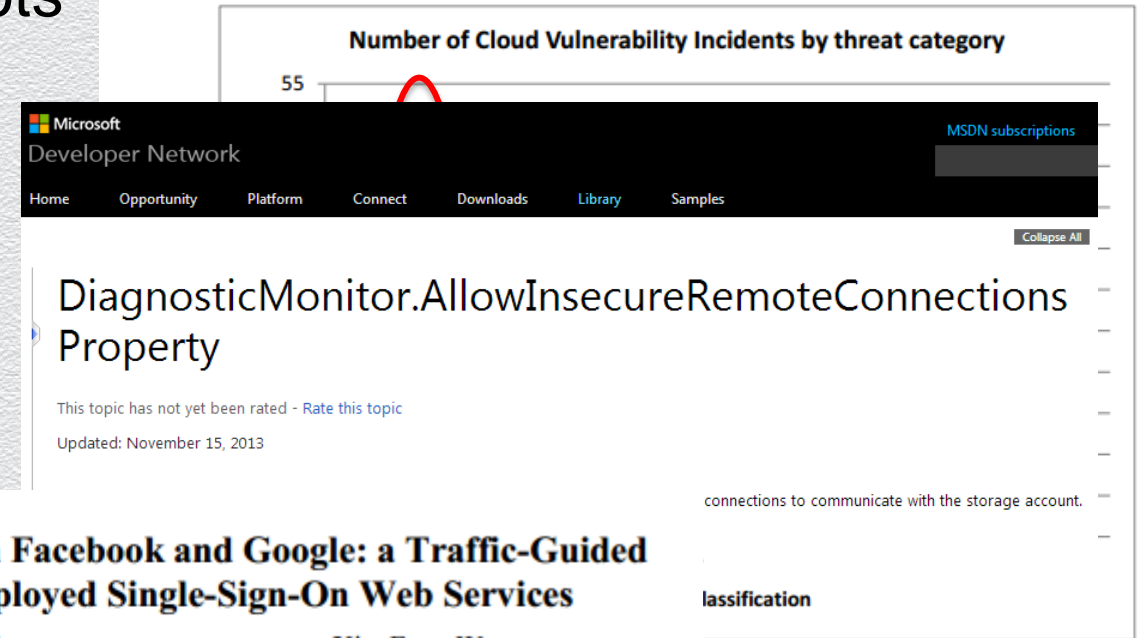 Number of Cloud Vulnerability Incidents by threat category
55
Microsoft
Developer Network
MSDN subscriptions
Home Opportunity Platform Connect Downloads Library Samples
Collapse All
DiagnosticMonitor.AllowInsecureRemoteConnections
Property
This topic has not yet been rated - Rate this topic
Updated: November 15, 2013
connections to communicate with the storage account.
Facebook and Google: a Traffic-Guided
Single-Sign-On Web Services